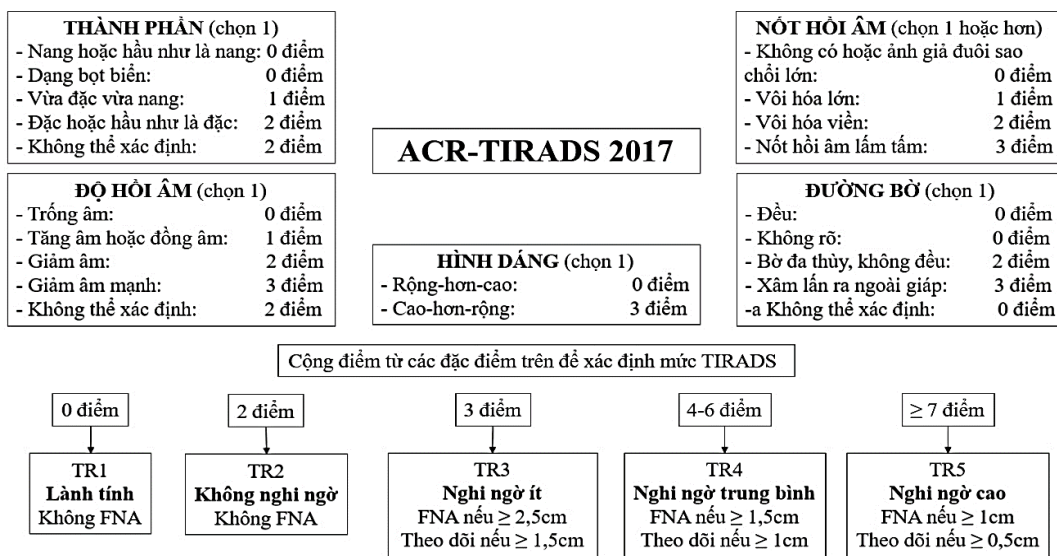 THÀNH PHẦN (chọn 1)
- Nang hoặc hầu như là nang: 0 điểm
- Dạng bọt biển: 0 điểm
- Vừa đặc vừa nang: 1 điểm
- Đặc hoặc hầu như là đặc: 2 điểm
- Không thể xác định: 2 điểm
ĐỘ HỒI ÂM (chọn 1)
- Trống âm: 0 điểm
- Tăng âm hoặc đồng âm: 1 điểm
- Giảm âm: 2 điểm
- Giảm âm mạnh: 3 điểm
- Không thể xác định: 2 điểm
ACR-TIRADS 2017
HÌNH DÁNG (chọn 1)
- Rộng-hơn-cao: 0 điểm
- Cao-hơn-rộng: 3 điểm
NỐT HỒI ÂM (chọn 1 hoặc hơn)
- Không có hoặc ảnh giả đuôi sao
chổi lớn: 0 điểm
- Vôi hóa lớn: 1 điểm
- Vôi hóa viền: 2 điểm
- Nốt hồi âm lấm tấm: 3 điểm
ĐƯỜNG BỜ (chọn 1)
- Đều: 0 điểm
- Không rõ: 0 điểm
- Bờ đa thùy, không đều: 2 điểm
- Xâm lấn ra ngoài giáp: 3 điểm
-a Không thể xác định: 0 điểm
Cộng điểm từ các đặc điểm trên để xác định mức TIRADS
0 điểm
2 điểm
3 điểm
4-6 điểm
≥ 7 điểm
TR1
Lành tính
Không FNA
TR2
Không nghi ngờ
Không FNA
TR3
Nghi ngờ ít
FNA nếu ≥ 2,5cm
Theo dõi nếu ≥ 1,5cm
TR4
Nghi ngờ trung bình
FNA nếu ≥ 1,5cm
Theo dõi nếu ≥ 1cm
TR5
Nghi ngờ cao
FNA nếu ≥ 1cm
Theo dõi nếu ≥ 0,5cm